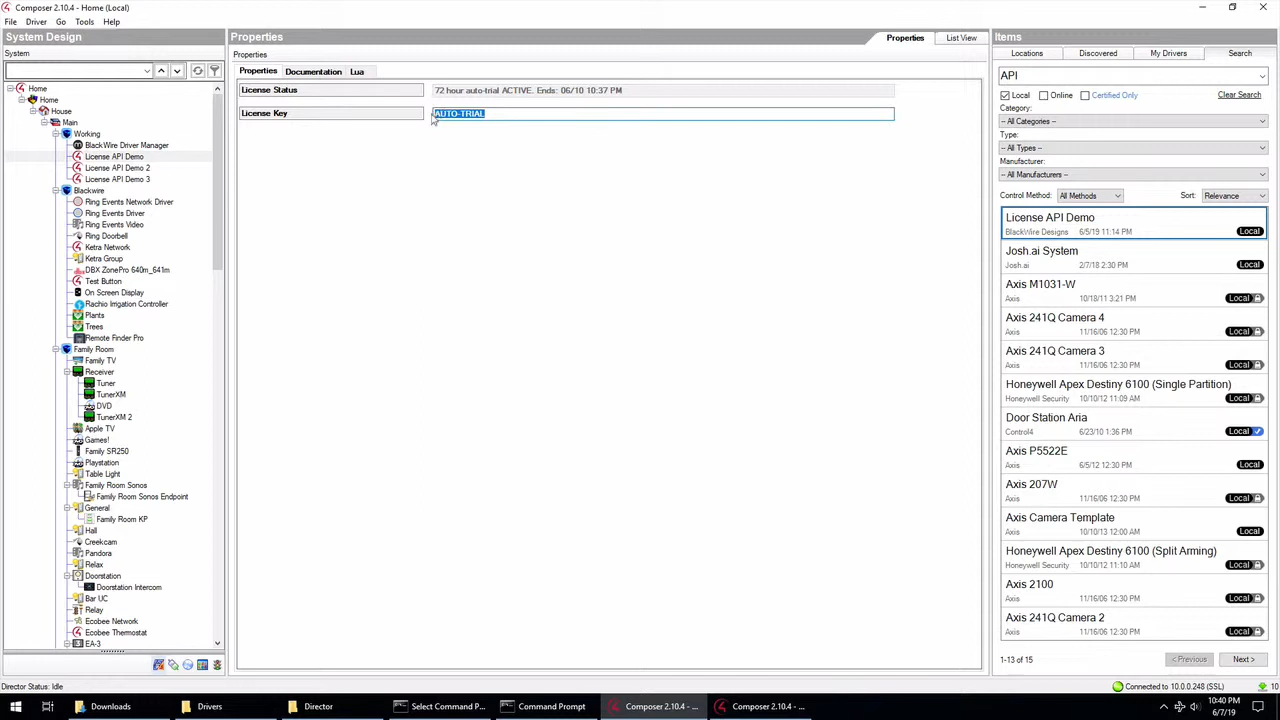 Composer 2.10.4 - Home (Local)
File Driver Go Tools Help
System Design
System
Home
Home
House
Main
Working
BlackWire Driver Manager
License API Demo
License API Demo 2
License API Demo 3
Blackwire
Ring Events Network Driver
Ring Events Driver
Ring Events Video
Ring Doorbell
Ketra Network
Ketra Group
DBX ZonePro 640m_641m
Test Button
On Screen Display
Rachio Irrigation Controller
Plants
Trees
Remote Finder Pro
Family Room
Family TV
Receiver
Tuner
TunerXM
DVD
TunerXM 2
Apple TV
Games!
Family SR250
Playstation
Table Light
Family Room Sonos
Family Room Sonos Endpoint
General
Family Room KP
Hall
Creekcam
Pandora
Relax
Doorstation
Doorstation Intercom
Bar UC
Relay
Ecobee Network
Ecobee Thermostat
EA-3
Director Status: Idle
Properties
Properties List View
Properties
Properties Documentation Lua
License Status 72 hour auto-trial ACTIVE. Ends: 06/10 10:37 PM
License Key AUTO-TRIAL
Items
Locations Discovered My Drivers Search
API
Local Online Certified Only Clear Search
Category:
-- All Categories --
Type:
-- All Types --
Manufacturer:
-- All Manufacturers --
Control Method: All Methods Sort: Relevance
License API Demo
BlackWire Designs 6/5/19 11:14 PM Local
Josh.ai System
Josh.ai 2/7/18 2:30 PM Local
Axis M1031-W
Axis 10/18/11 3:21 PM Local
Axis 241Q Camera 4
Axis 11/16/06 12:30 PM Local
Axis 241Q Camera 3
Axis 11/16/06 12:30 PM Local
Honeywell Apex Destiny 6100 (Single Partition)
Honeywell Security 10/10/12 11:09 AM Local
Door Station Aria
Control4 6/23/10 1:36 PM Local
Axis P5522E
Axis 6/5/12 12:30 PM Local
Axis 207W
Axis 11/16/06 12:30 PM Local
Axis Camera Template
Axis 10/10/13 12:00 AM Local
Honeywell Apex Destiny 6100 (Split Arming)
Honeywell Security 10/10/12 11:10 AM Local
Axis 2100
Axis 11/16/06 12:30 PM Local
Axis 241Q Camera 2
Axis 11/16/06 12:30 PM Local
1-13 of 15 < Previous Next >
Connected to 10.0.0.248 (SSL) 10
Downloads Drivers Director Select Command P... Command Prompt Composer 2.10.4 - ... Composer 2.10.4 - ...
10:40 PM
6/7/19